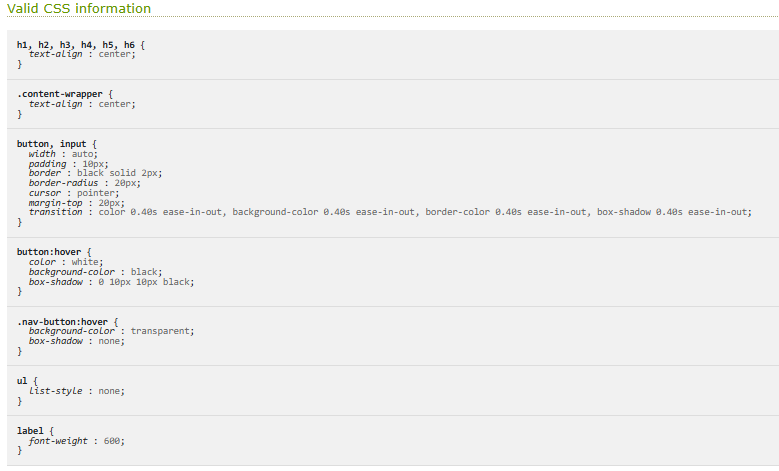 Valid CSS information
h1, h2, h3, h4, h5, h6 {
text-align : center;
}
.content-wrapper {
text-align : center;
}
button, input {
width : auto;
padding : 10px;
border : black solid 2px;
border-radius : 20px;
cursor : pointer;
margin-top : 20px;
transition : color 0.40s ease-in-out, background-color 0.40s ease-in-out, border-color 0.40s ease-in-out, box-shadow 0.40s ease-in-out;
}
button:hover {
color : white;
background-color : black;
box-shadow : 0 10px 10px black;
}
.nav-button:hover {
background-color : transparent;
box-shadow : none;
}
ul {
list-style : none;
}
label {
font-weight : 600;
}